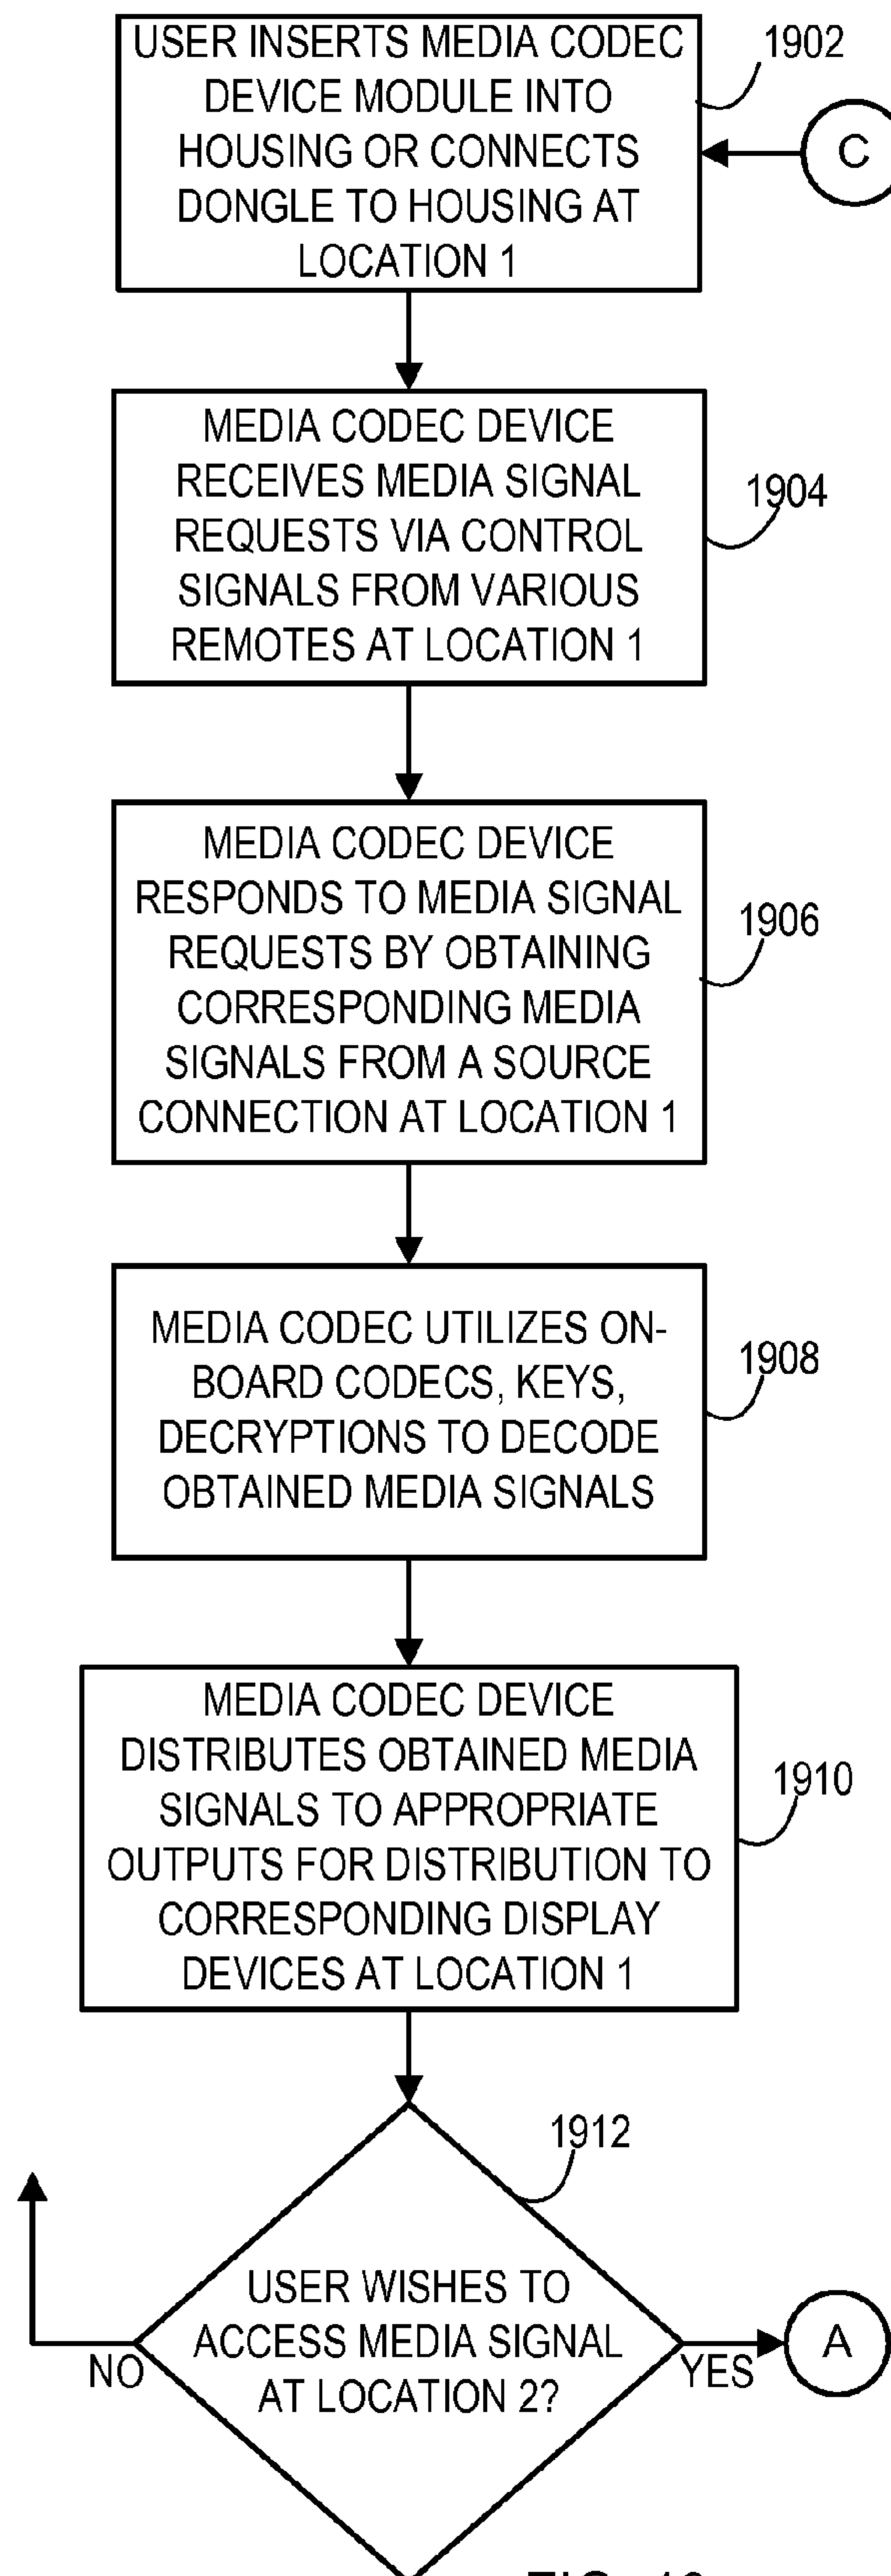 USER INSERTS MEDIA CODEC
DEVICE MODULE INTO
HOUSING OR CONNECTS
DONGLE TO HOUSING AT
LOCATION 1
1902
C
MEDIA CODEC DEVICE
RECEIVES MEDIA SIGNAL
REQUESTS VIA CONTROL
SIGNALS FROM VARIOUS
REMOTES AT LOCATION 1
1904
MEDIA CODEC DEVICE
RESPONDS TO MEDIA SIGNAL
REQUESTS BY OBTAINING
CORRESPONDING MEDIA
SIGNALS FROM A SOURCE
CONNECTION AT LOCATION 1
1906
MEDIA CODEC UTILIZES ON-
BOARD CODECS, KEYS,
DECRYPTIONS TO DECODE
OBTAINED MEDIA SIGNALS
1908
MEDIA CODEC DEVICE
DISTRIBUTES OBTAINED MEDIA
SIGNALS TO APPROPRIATE
OUTPUTS FOR DISTRIBUTION TO
CORRESPONDING DISPLAY
DEVICES AT LOCATION 1
1910
1912
USER WISHES TO
ACCESS MEDIA SIGNAL
AT LOCATION 2?
NO
YES
A